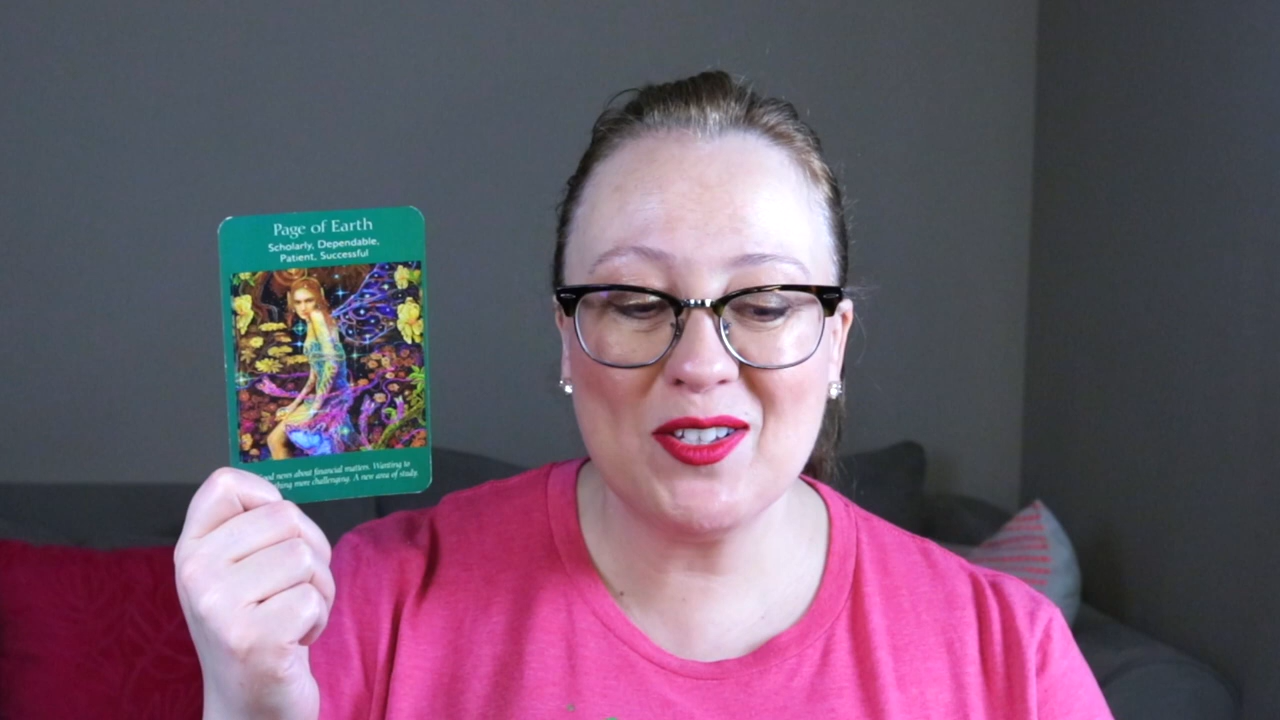 Page of Earth
Scholarly, Dependable,
Patient, Successful
news about financial matters. Wanting to
more challenging. A new area of study.